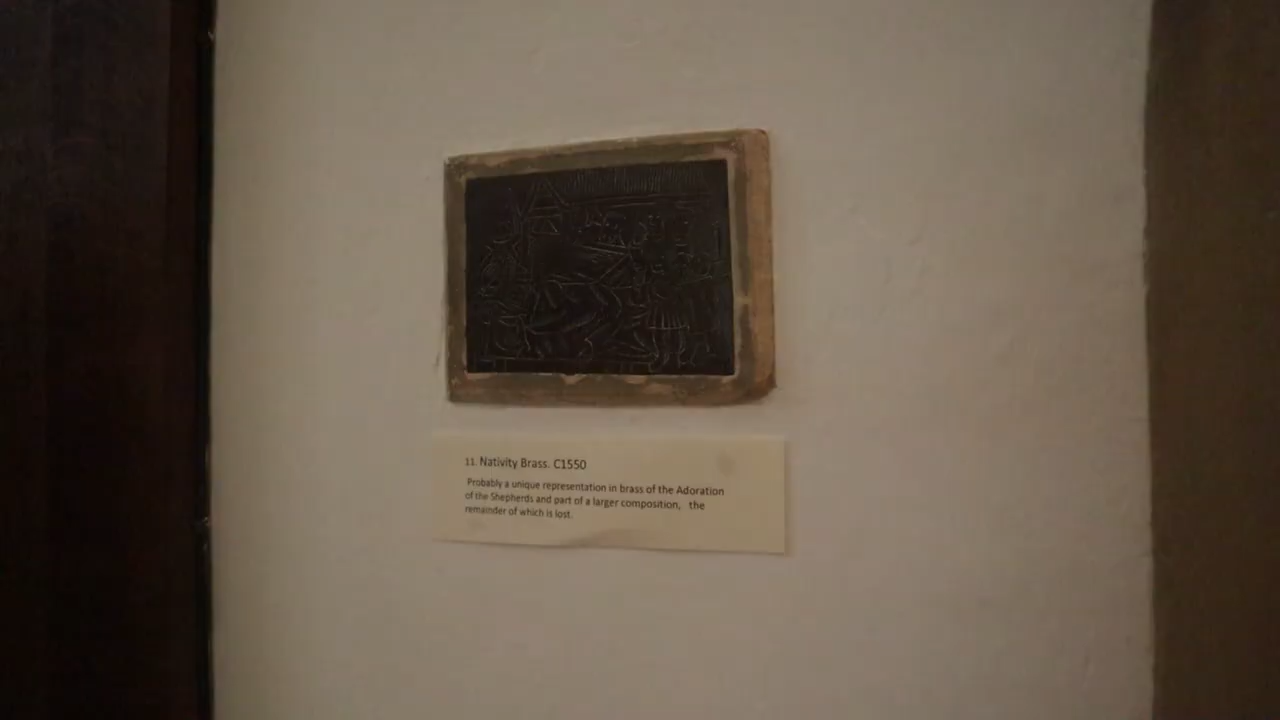 11. Nativity Brass. C1550
Probably a unique representation in brass of the Adoration
of the Shepherds and part of a larger composition, the
remainder of which is lost.